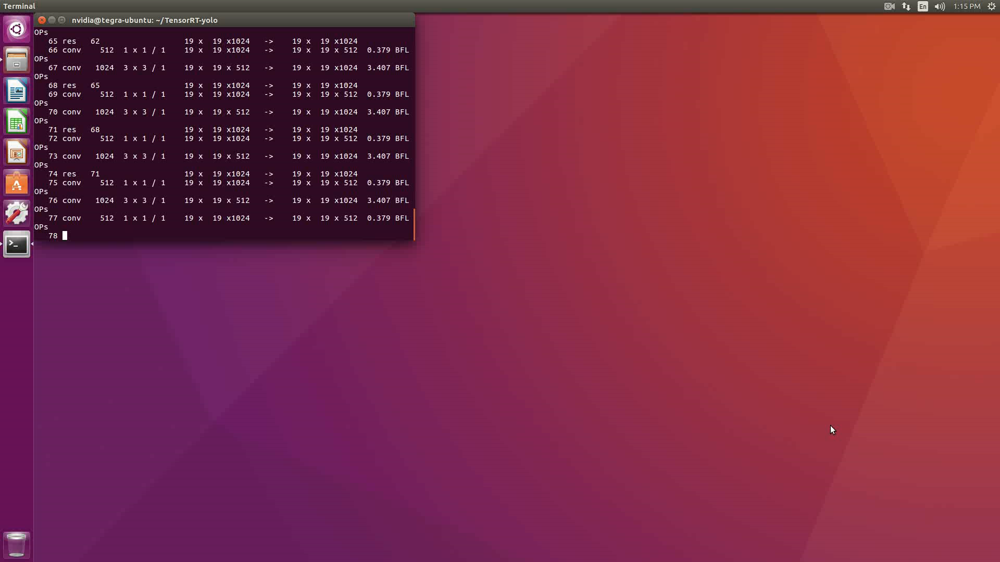 Terminal
En
1:15 PM
nvidia@tegra-ubuntu: ~/TensorRT-yolo
OPs
65 res 62 19 x 19 x1024 -> 19 x 19 x1024
66 conv 512 1 x 1 / 1 19 x 19 x1024 -> 19 x 19 x 512 0.379 BFL
OPs
67 conv 1024 3 x 3 / 1 19 x 19 x 512 -> 19 x 19 x1024 3.407 BFL
OPs
68 res 65 19 x 19 x1024 -> 19 x 19 x1024
69 conv 512 1 x 1 / 1 19 x 19 x1024 -> 19 x 19 x 512 0.379 BFL
OPs
70 conv 1024 3 x 3 / 1 19 x 19 x 512 -> 19 x 19 x1024 3.407 BFL
OPs
71 res 68 19 x 19 x1024 -> 19 x 19 x1024
72 conv 512 1 x 1 / 1 19 x 19 x1024 -> 19 x 19 x 512 0.379 BFL
OPs
73 conv 1024 3 x 3 / 1 19 x 19 x 512 -> 19 x 19 x1024 3.407 BFL
OPs
74 res 71 19 x 19 x1024 -> 19 x 19 x1024
75 conv 512 1 x 1 / 1 19 x 19 x1024 -> 19 x 19 x 512 0.379 BFL
OPs
76 conv 1024 3 x 3 / 1 19 x 19 x 512 -> 19 x 19 x1024 3.407 BFL
OPs
77 conv 512 1 x 1 / 1 19 x 19 x1024 -> 19 x 19 x 512 0.379 BFL
OPs
78